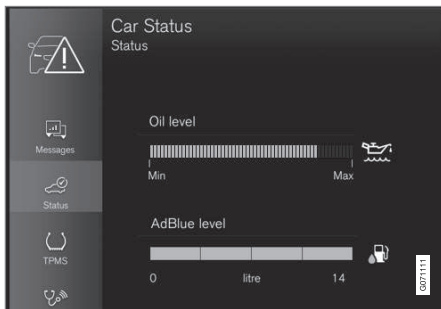 Car Status
Status
Messages
Status
TPMS
Oil level
Min Max
AdBlue level
0 litre 14
G071111